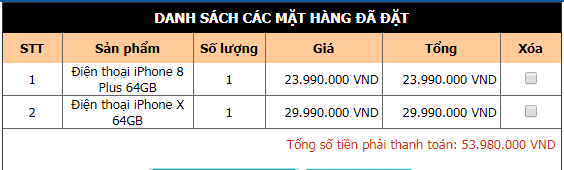 DANH SÁCH CÁC MẶT HÀNG ĐÃ ĐẶT
STT Sản phẩm Số lượng Giá Tổng Xóa
1 Điện thoại iPhone 8 Plus 64GB 1 23.990.000 VND 23.990.000 VND
2 Điện thoại iPhone X 64GB 1 29.990.000 VND 29.990.000 VND
Tổng số tiền phải thanh toán: 53.980.000 VND